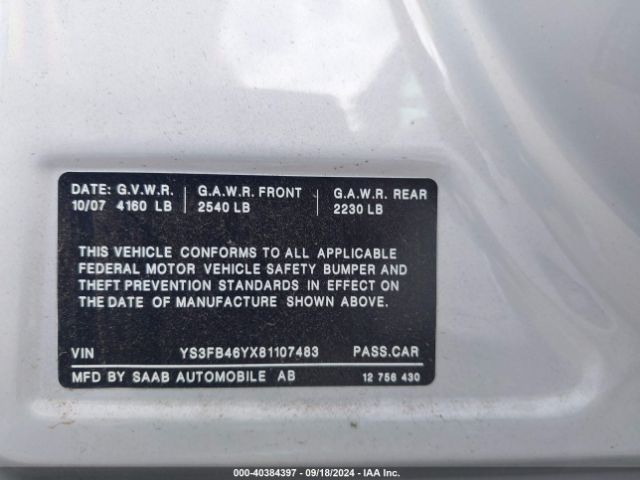 DATE: G.V.W.R. G.A.W.R. FRONT G.A.W.R. REAR
10/07 4160 LB 2540 LB 2230 LB
THIS VEHICLE CONFORMS TO ALL APPLICABLE
FEDERAL MOTOR VEHICLE SAFETY BUMPER AND
THEFT PREVENTION STANDARDS IN EFFECT ON
THE DATE OF MANUFACTURE SHOWN ABOVE.
VIN YS3FB46YX81107483 PASS.CAR
MFD BY SAAB AUTOMOBILE AB 12 756 430
000-40384397 - 09/18/2024 - IAA Inc.